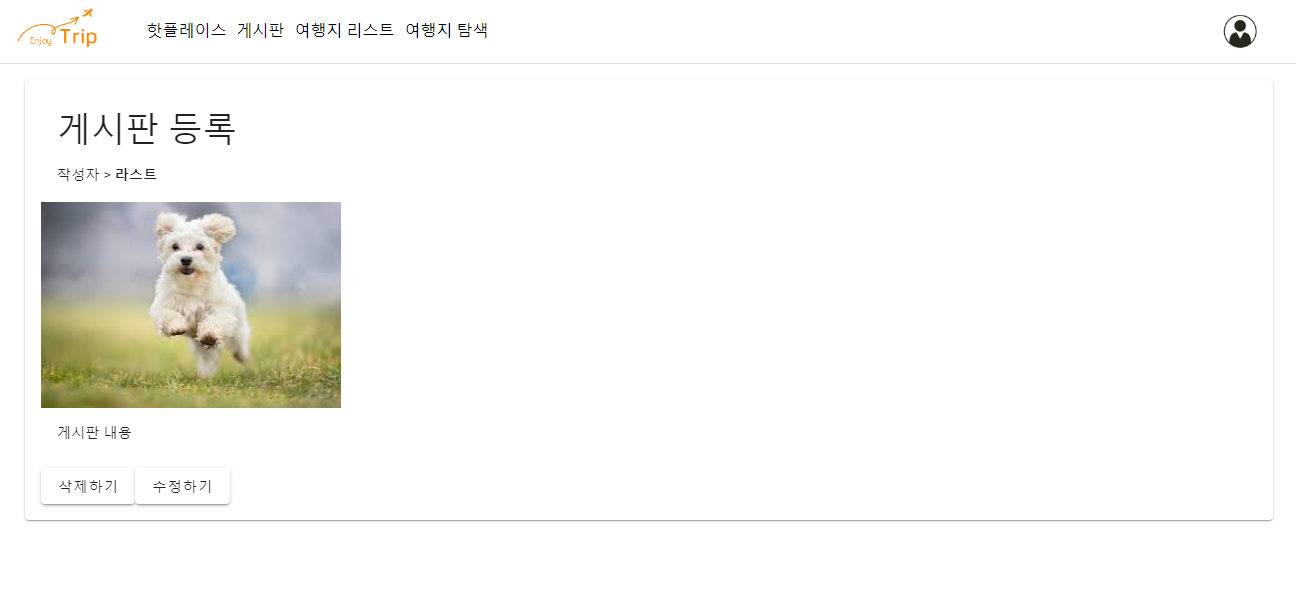 Enjoy Trip
핫플레이스 게시판 여행지 리스트 여행지 탐색
게시판 등록
작성자 > 라스트
게시판 내용
삭제하기 수정하기